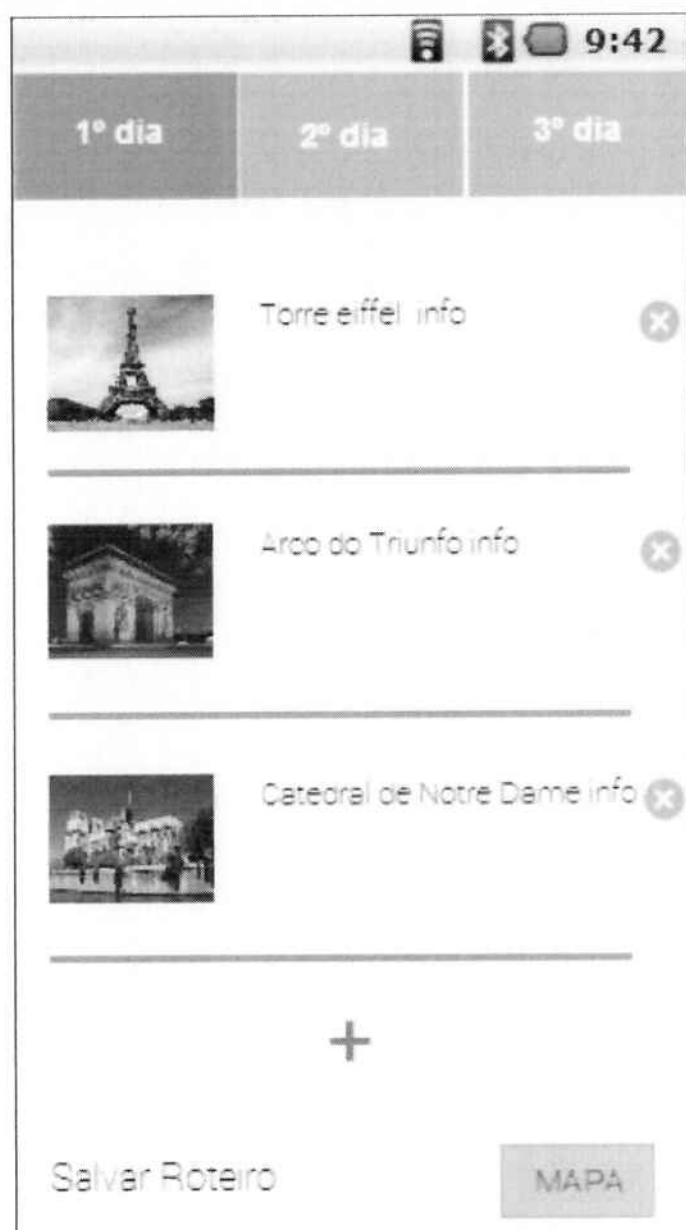 9:42
1º dia 2º dia 3º dia
Torre eiffel info
Arco do Triunfo info
Catedral de Notre Dame info
Salvar Roteiro
MAPA